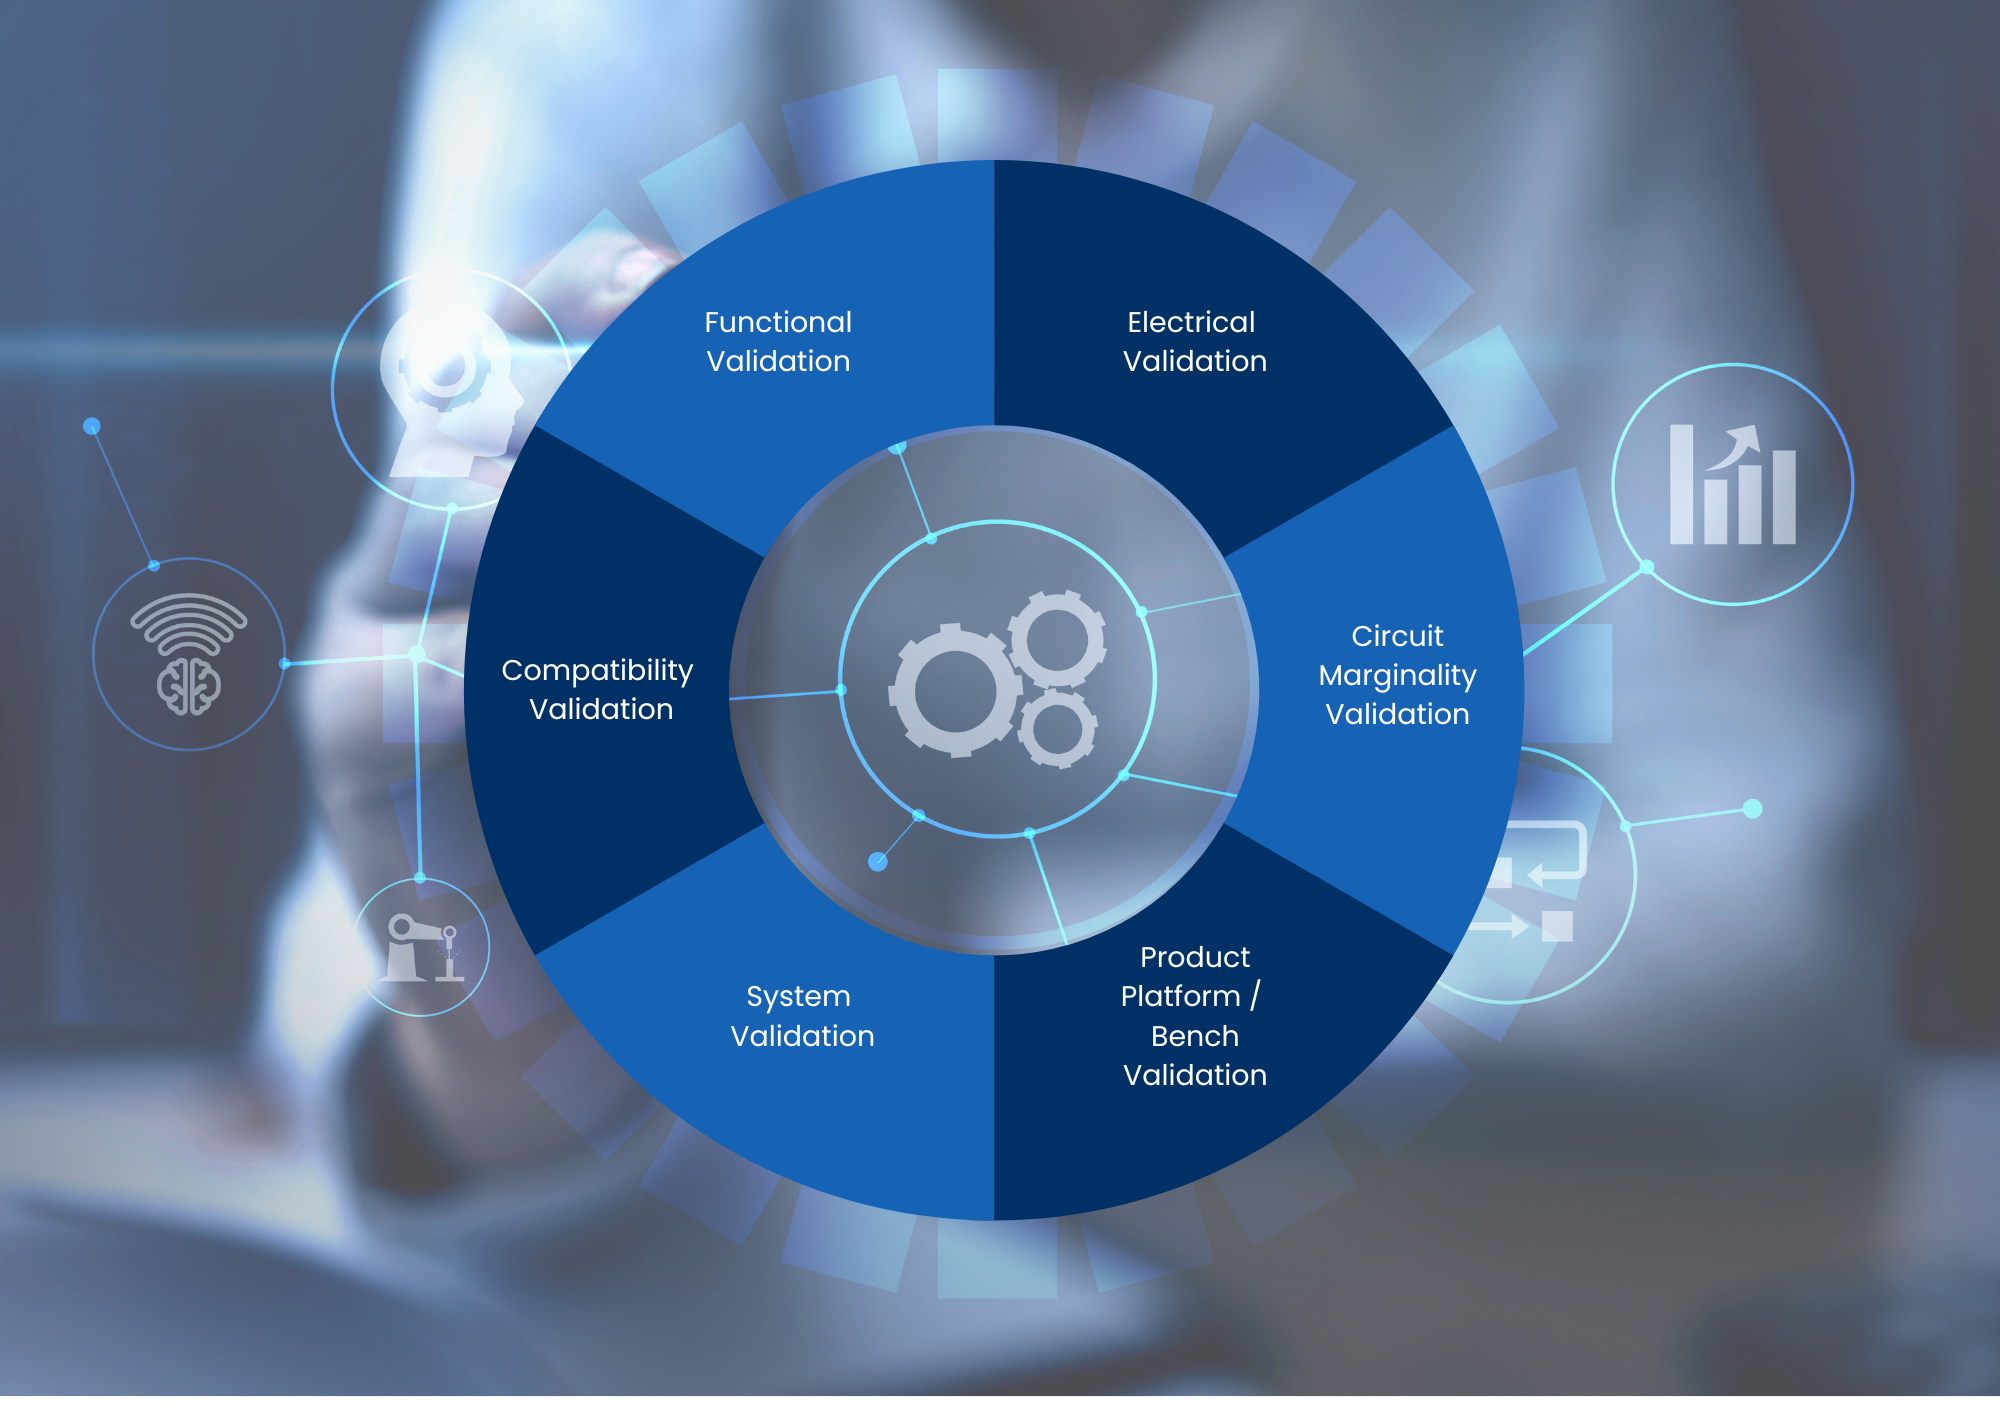 Functional
Validation
Electrical
Validation
Circuit
Marginality
Validation
Product
Platform /
Bench
Validation
System
Validation
Compatibility
Validation